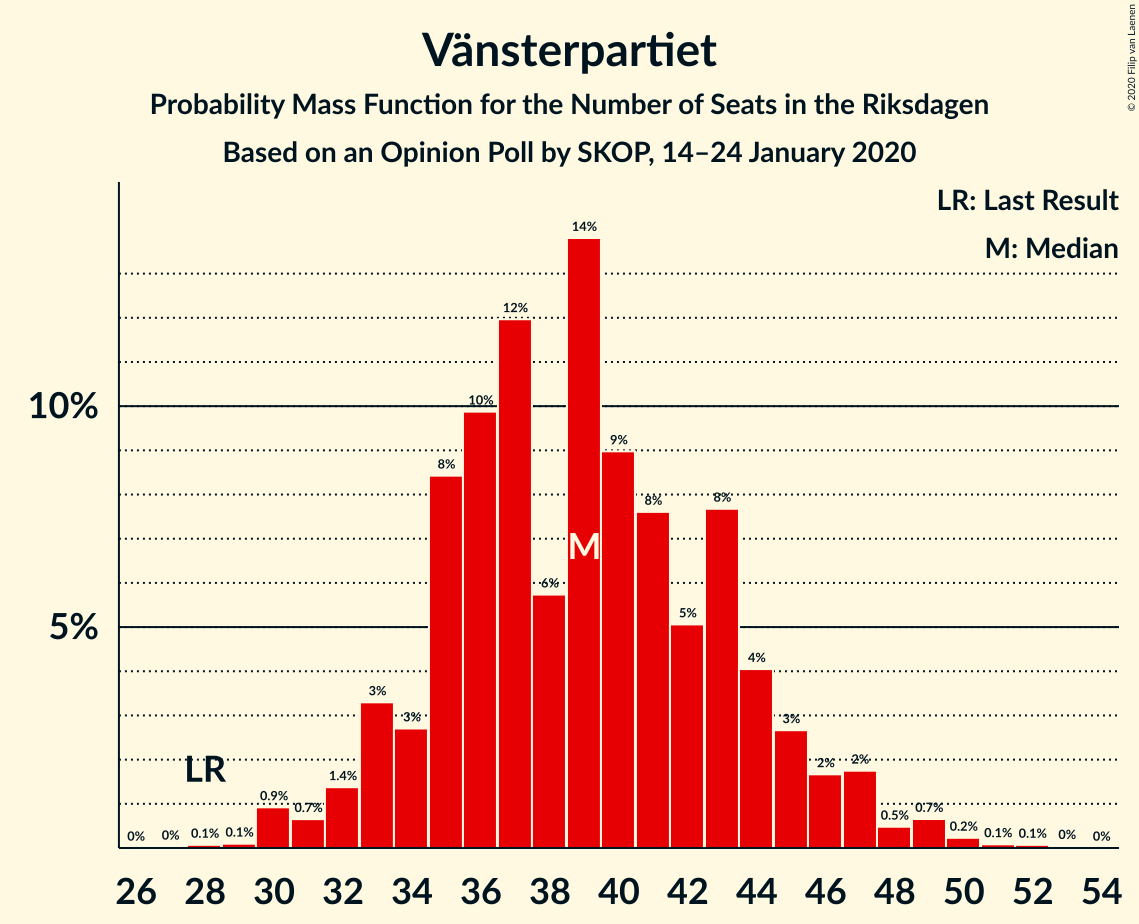 Vänsterpartiet
Probability Mass Function for the Number of Seats in the Riksdagen
Based on an Opinion Poll by SKOP, 14–24 January 2020
© 2020 Filip van Laenen
LR: Last Result
M: Median
10%
5%
LR
M
0% 0% 0.1% 0.1% 0.9% 0.7% 1.4% 3% 3% 8% 10% 12% 6% 14% 9% 8% 5% 8% 4% 3% 2% 2% 0.5% 0.7% 0.2% 0.1% 0.1% 0% 0%
26 28 30 32 34 36 38 40 42 44 46 48 50 52 54